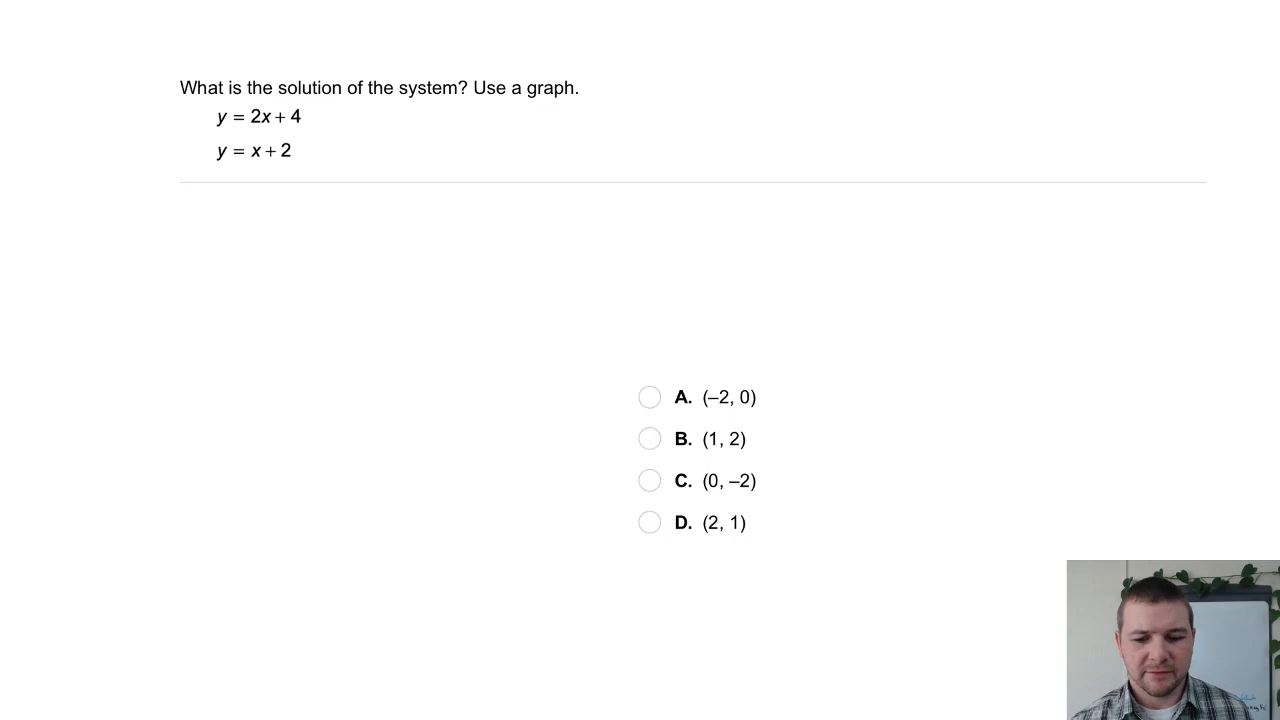 What is the solution of the system? Use a graph.
y = 2x + 4
y = x + 2
A. (–2, 0)
B. (1, 2)
C. (0, –2)
D. (2, 1)